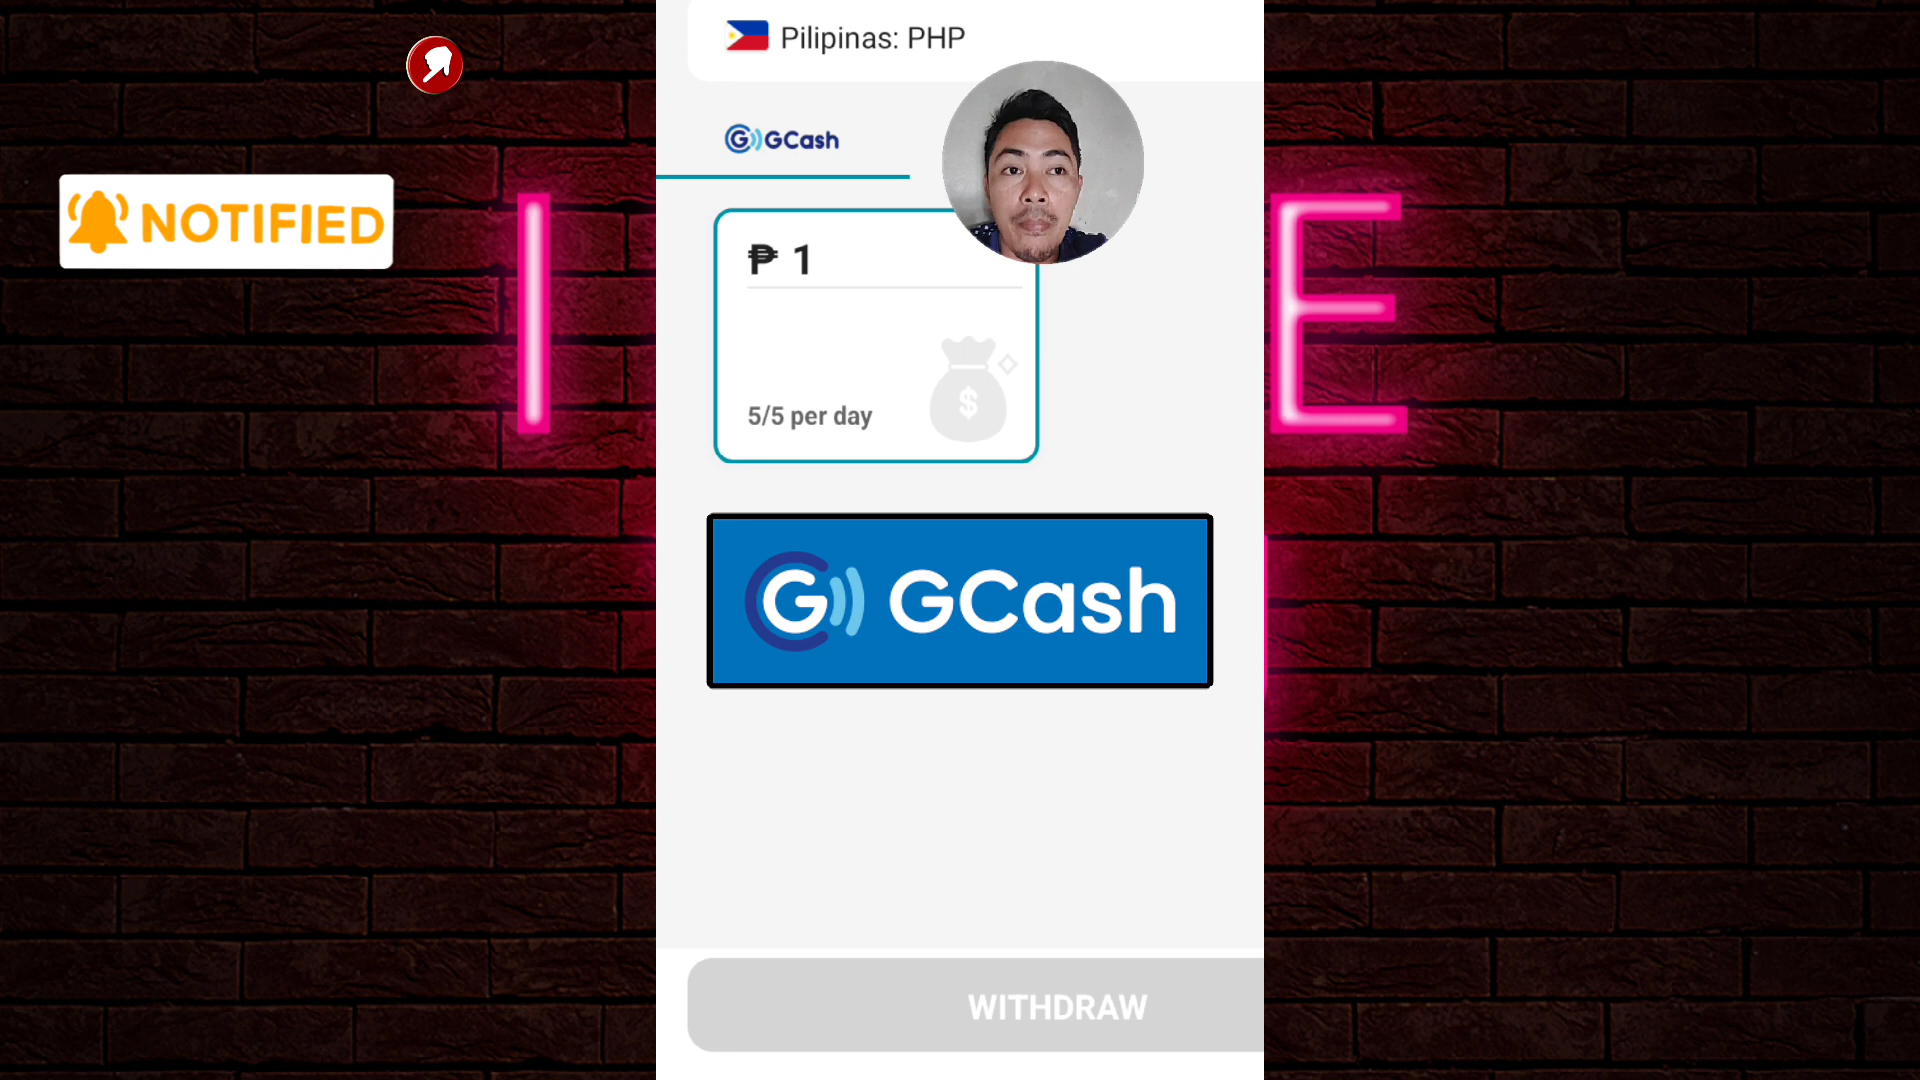 Pilipinas: PHP
GCash
NOTIFIED
I
E
₱ 1
$
5/5 per day
G GCash
WITHDRAW